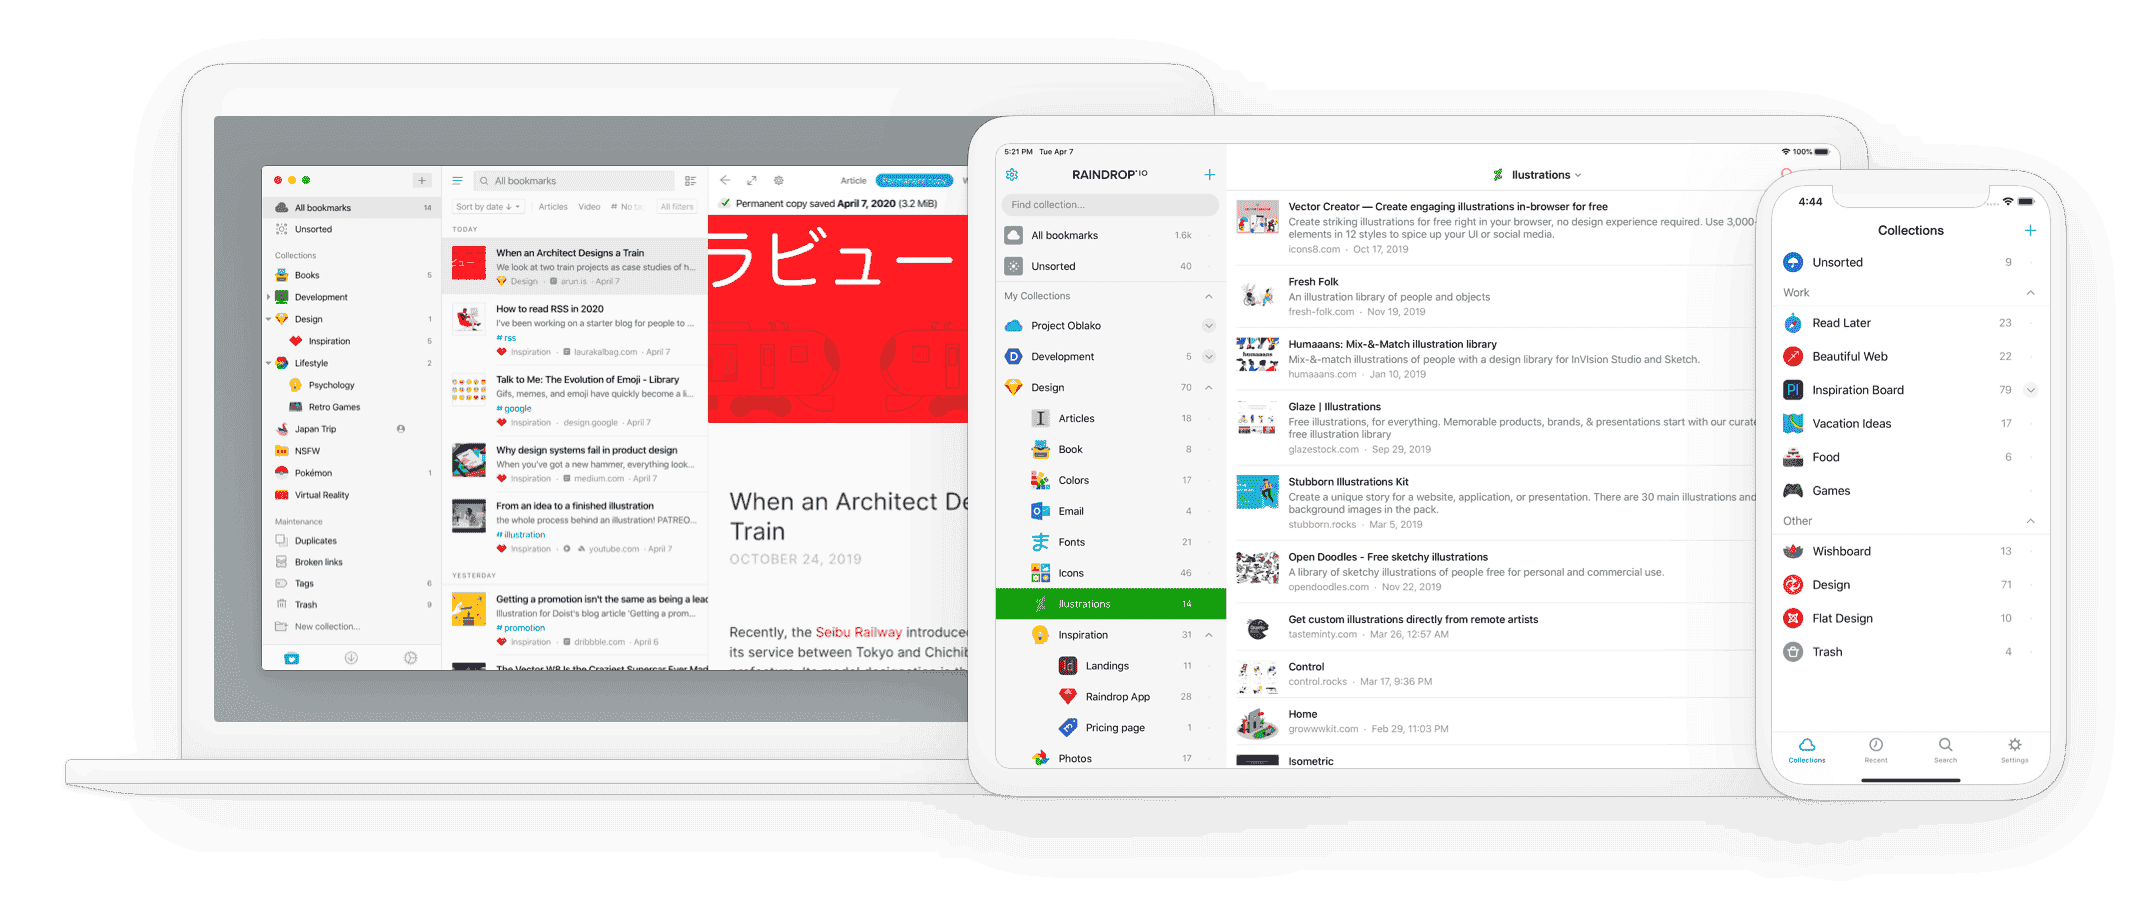 All bookmarks 14
Unsorted
Collections
Books 5
Development
Design 1
Inspiration 5
Lifestyle 2
Psychology
Retro Games
Japan Trip
NSFW
Pokémon 1
Virtual Reality
Maintenance
Duplicates
Broken links
Tags 6
Trash 9
New collection...
All bookmarks
Sort by date ↓
Articles Video # No ta All filters
TODAY
When an Architect Designs a Train
We look at two train projects as case studies of h...
Design · arun.is · April 7
How to read RSS in 2020
I've been working on a starter blog for people to ...
# rss
Inspiration · laurakalbag.com · April 7
Talk to Me: The Evolution of Emoji - Library
Gifs, memes, and emoji have quickly become a li...
# google
Inspiration · design.google · April 7
Why design systems fail in product design
When you've got a new hammer, everything look...
Inspiration · medium.com · April 7
From an idea to a finished illustration
the whole process behind an illustration! PATREO...
# illustration
Inspiration · youtube.com · April 7
YESTERDAY
Getting a promotion isn't the same as being a lead
Illustration for Doist's blog article 'Getting a prom...
# promotion
Inspiration · dribbble.com · April 6
The Vector W8 Is the Craziest Supercar Ever Mad
Article Permanent copy W
Permanent copy saved April 7, 2020 (3.2 MiB)
ラビュー
When an Architect De
Train
OCTOBER 24, 2019
Recently, the Seibu Railway introduced
its service between Tokyo and Chichib
5:21 PM Tue Apr 7
RAINDROP.IO
Find collection...
All bookmarks 1.6k
Unsorted 40
My Collections
Project Oblako
Development 5
Design 70
Articles 18
Book 8
Colors 17
Email 4
Fonts 21
Icons 46
Illustrations 14
Inspiration 31
Landings 11
Raindrop App 28
Pricing page 1
Photos 17
100%
Ilustrations
Vector Creator — Create engaging illustrations in-browser for free
Create striking illustrations for free right in your browser, no design experience required. Use 3,000-
elements in 12 styles to spice up your UI or social media.
icons8.com · Oct 17, 2019
Fresh Folk
An illustration library of people and objects
fresh-folk.com · Nov 19, 2019
Humaaans: Mix-&-Match illustration library
Mix-&-match illustrations of people with a design library for InVision Studio and Sketch.
humaaans.com · Jan 10, 2019
Glaze | Illustrations
Free illustrations, for everything. Memorable products, brands, & presentations start with our curate
free illustration library
glazestock.com · Sep 29, 2019
Stubborn Illustrations Kit
Create a unique story for a website, application, or presentation. There are 30 main illustrations and
background images in the pack.
stubborn.rocks · Mar 5, 2019
Open Doodles - Free sketchy illustrations
A library of sketchy illustrations of people free for personal and commercial use.
opendoodles.com · Nov 22, 2019
Get custom illustrations directly from remote artists
tasteminty.com · Mar 26, 12:57 AM
Control
control.rocks · Mar 17, 9:36 PM
Home
growwwkit.com · Feb 29, 11:03 PM
Isometric
4:44
Collections
Unsorted 9
Work
Read Later 23
Beautiful Web 22
Inspiration Board 79
Vacation Ideas 17
Food 6
Games
Other
Wishboard 13
Design 71
Flat Design 10
Trash 4
Collections Recent Search Settings